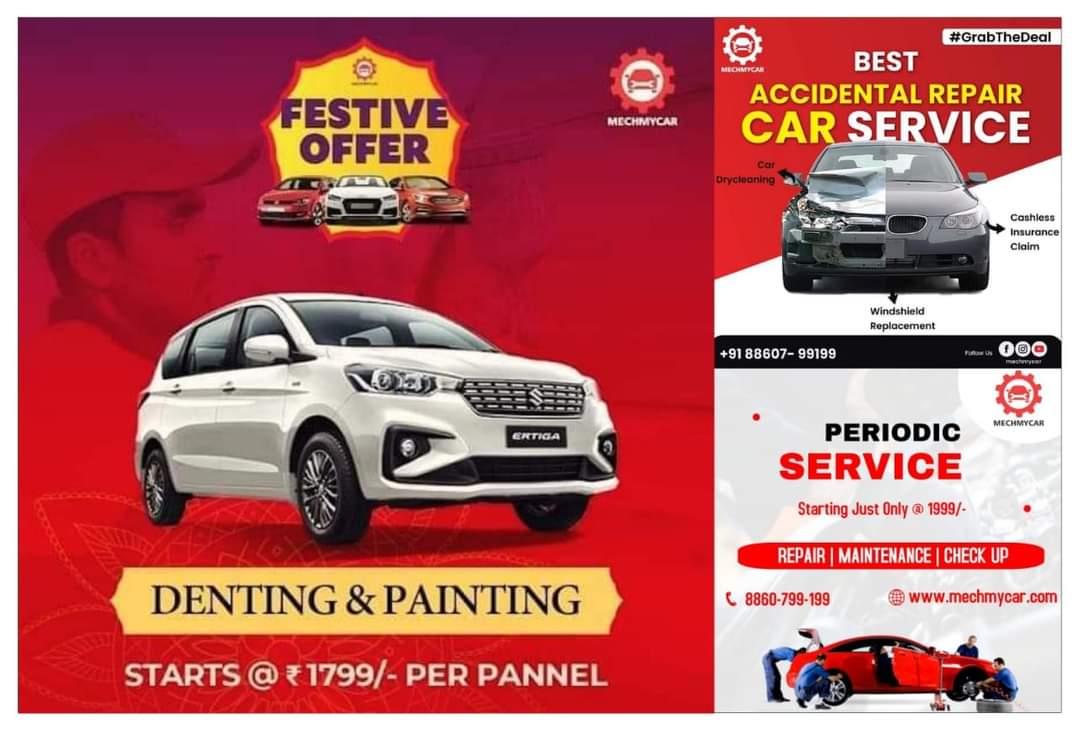 MECHMYCAR
FESTIVE
OFFER
MECHMYCAR
ERTIGA
DENTING & PAINTING
STARTS @ ₹ 1799/- PER PANNEL
MECHMYCAR
#GrabTheDeal
BEST
ACCIDENTAL REPAIR
CAR SERVICE
Car
Drycleaning
Cashless
Insurance
Claim
Windshield
Replacement
+91 88607- 99199
Follow Us
mechmycar
MECHMYCAR
PERIODIC
SERVICE
Starting Just Only @ 1999/-
REPAIR | MAINTENANCE | CHECK UP
8860-799-199
www.mechmycar.com